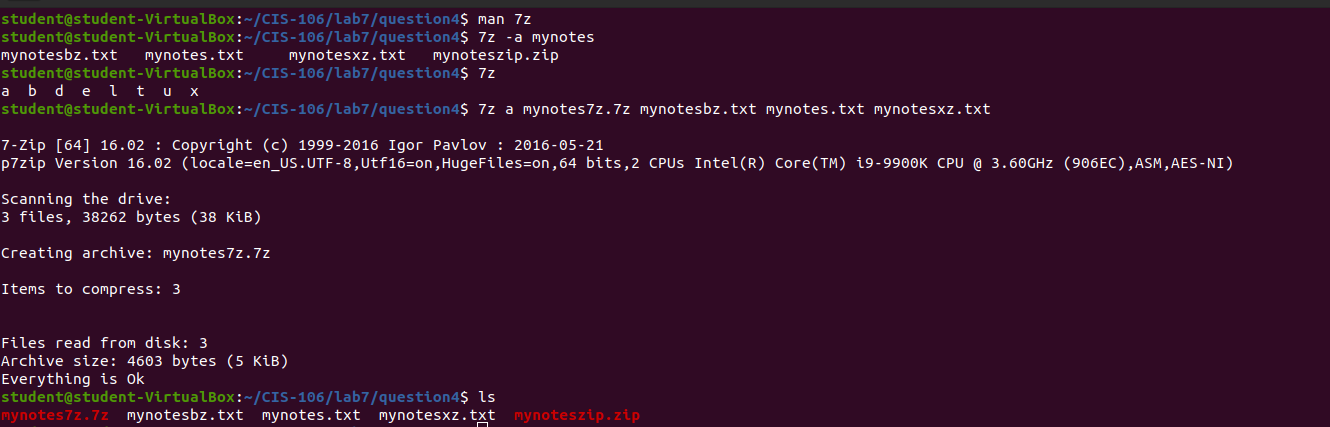 student@student-VirtualBox:~/CIS-106/lab7/question4$ man 7z
student@student-VirtualBox:~/CIS-106/lab7/question4$ 7z -a mynotes
mynotesbz.txt   mynotes.txt     mynotesxz.txt   mynoteszip.zip
student@student-VirtualBox:~/CIS-106/lab7/question4$ 7z
a  b  d  e  l  t  u  x
student@student-VirtualBox:~/CIS-106/lab7/question4$ 7z a mynotes7z.7z mynotesbz.txt mynotes.txt mynotesxz.txt
7-Zip [64] 16.02 : Copyright (c) 1999-2016 Igor Pavlov : 2016-05-21
p7zip Version 16.02 (locale=en_US.UTF-8,Utf16=on,HugeFiles=on,64 bits,2 CPUs Intel(R) Core(TM) i9-9900K CPU @ 3.60GHz (906EC),ASM,AES-NI)
Scanning the drive:
3 files, 38262 bytes (38 KiB)
Creating archive: mynotes7z.7z
Items to compress: 3
Files read from disk: 3
Archive size: 4603 bytes (5 KiB)
Everything is Ok
student@student-VirtualBox:~/CIS-106/lab7/question4$ ls
mynotes7z.7z  mynotesbz.txt  mynotes.txt  mynotesxz.txt  mynoteszip.zip